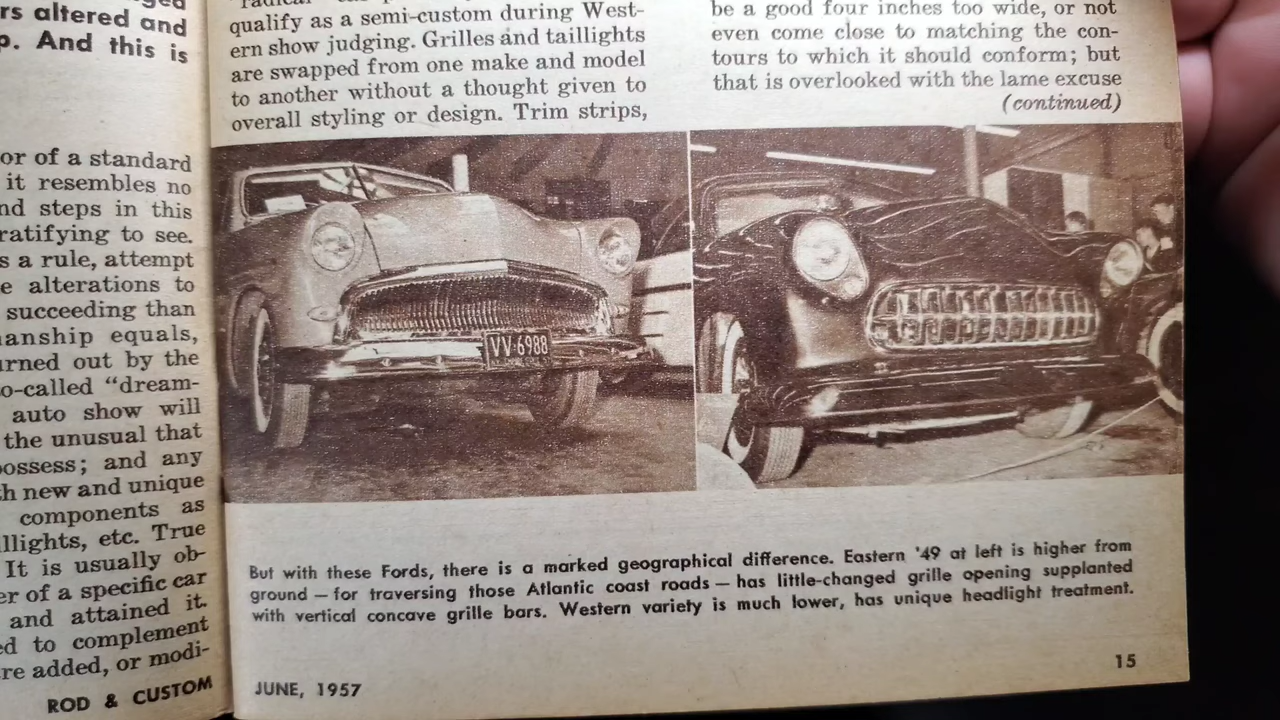 rs altered and
p. And this is
or of a standard
it resembles no
nd steps in this
ratifying to see.
s a rule, attempt
e alterations to
succeeding than
nanship equals,
urned out by the
o-called "dream-
auto show will
the unusual that
possess; and any
h new and unique
components as
llights, etc. True
It is usually ob-
er of a specific car
and attained it.
ed to complement
re added, or modi-
ROD & CUSTOM
qualify as a semi-custom during West-
ern show judging. Grilles and taillights
are swapped from one make and model
to another without a thought given to
overall styling or design. Trim strips,
be a good four inches too wide, or not
even come close to matching the con-
tours to which it should conform; but
that is overlooked with the lame excuse
(continued)
VV-6988
But with these Fords, there is a marked geographical difference. Eastern '49 at left is higher from
ground — for traversing those Atlantic coast roads — has little-changed grille opening supplanted
with vertical concave grille bars. Western variety is much lower, has unique headlight treatment.
JUNE, 1957
15